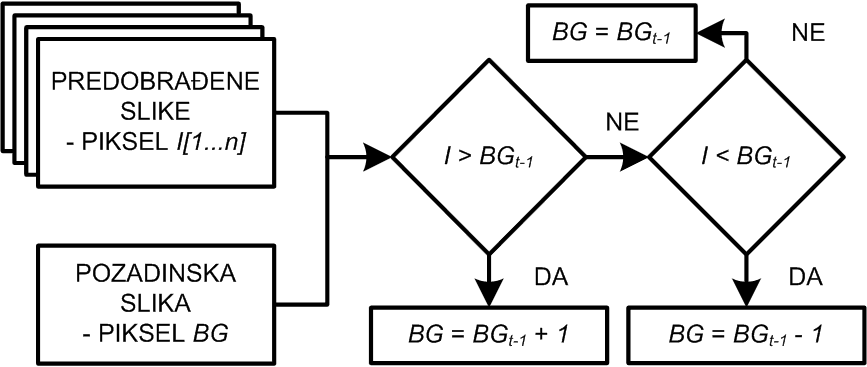 PREDOBRAĐENE
SLIKE
- PIKSEL I[1...n]
POZADINSKA
SLIKA
- PIKSEL BG
I > BGt-1
NE
I < BGt-1
NE
BG = BGt-1
DA
BG = BGt-1 + 1
DA
BG = BGt-1 - 1